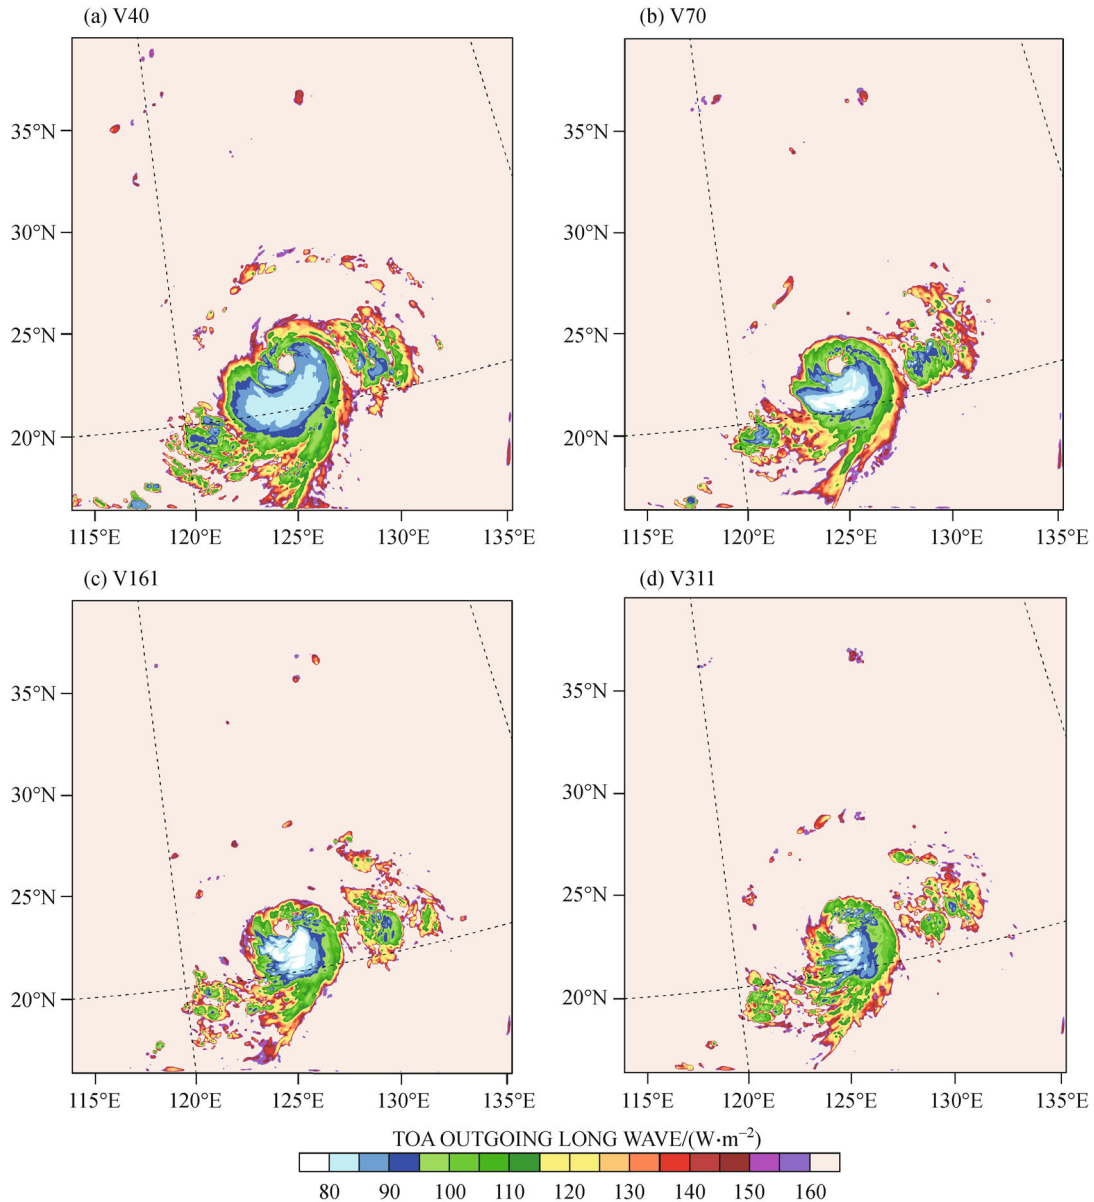 (a) V40
(b) V70
35°N
35°N
30°N
30°N
25°N
25°N
20°N
20°N
115°E 120°E 125°E 130°E 135°E
115°E 120°E 125°E 130°E 135°E
(c) V161
(d) V311
35°N
35°N
30°N
30°N
25°N
25°N
20°N
20°N
115°E 120°E 125°E 130°E 135°E
115°E 120°E 125°E 130°E 135°E
TOA OUTGOING LONG WAVE/(W·m⁻²)
80 90 100 110 120 130 140 150 160